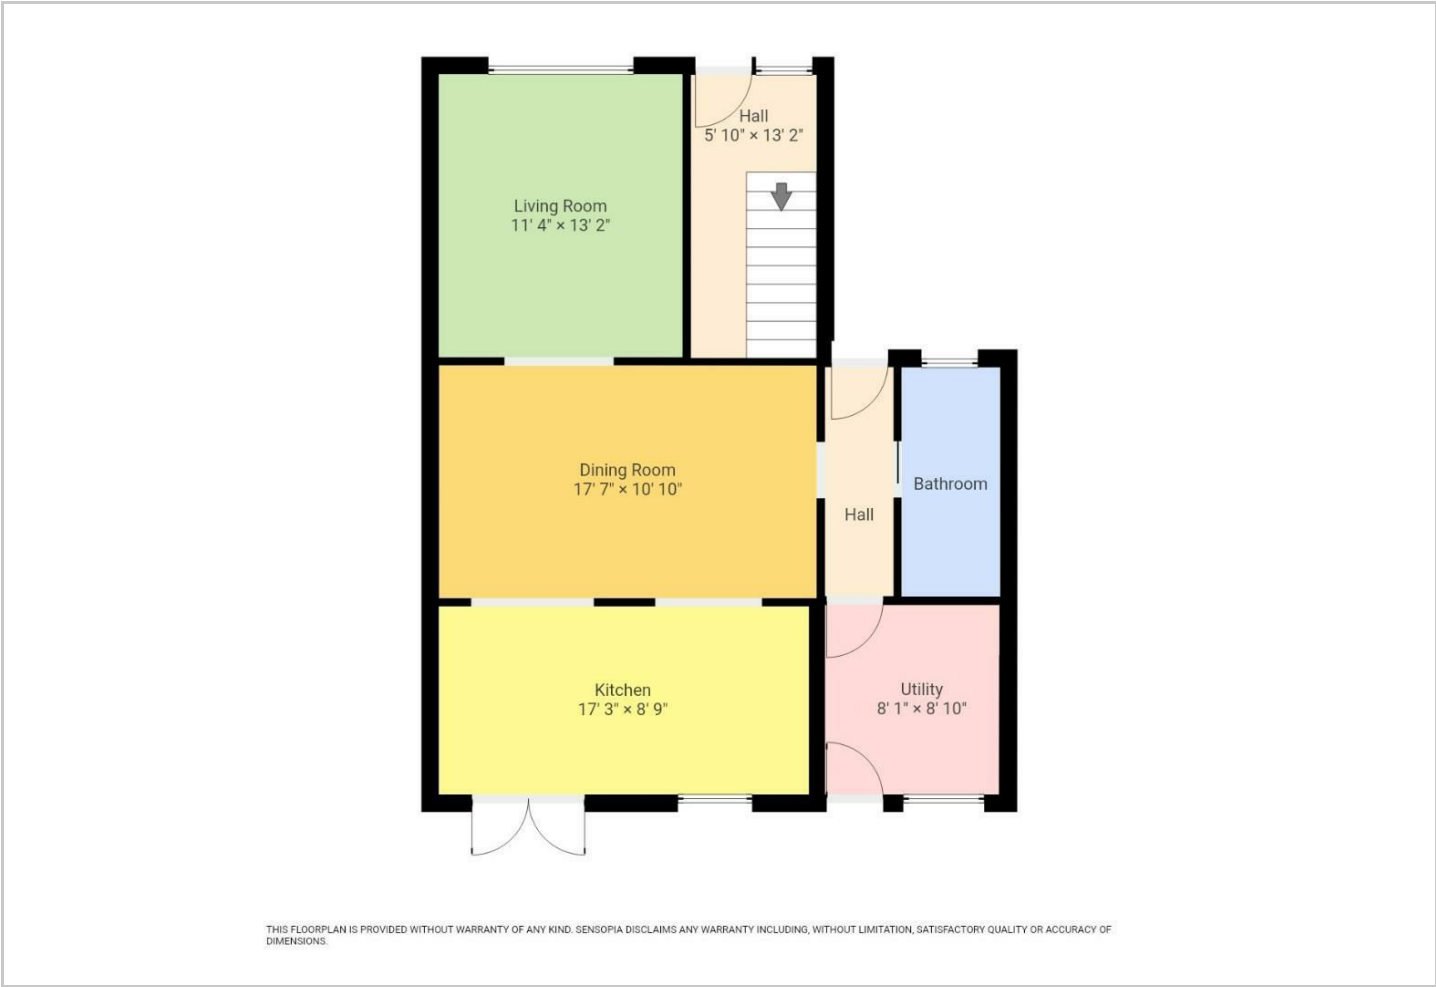 Hall
5' 10" × 13' 2"
Living Room
11' 4" × 13' 2"
Dining Room
17' 7" × 10' 10"
Bathroom
Hall
Kitchen
17' 3" × 8' 9"
Utility
8' 1" × 8' 10"
THIS FLOORPLAN IS PROVIDED WITHOUT WARRANTY OF ANY KIND. SENSOPIA DISCLAIMS ANY WARRANTY INCLUDING, WITHOUT LIMITATION, SATISFACTORY QUALITY OR ACCURACY OF
DIMENSIONS.